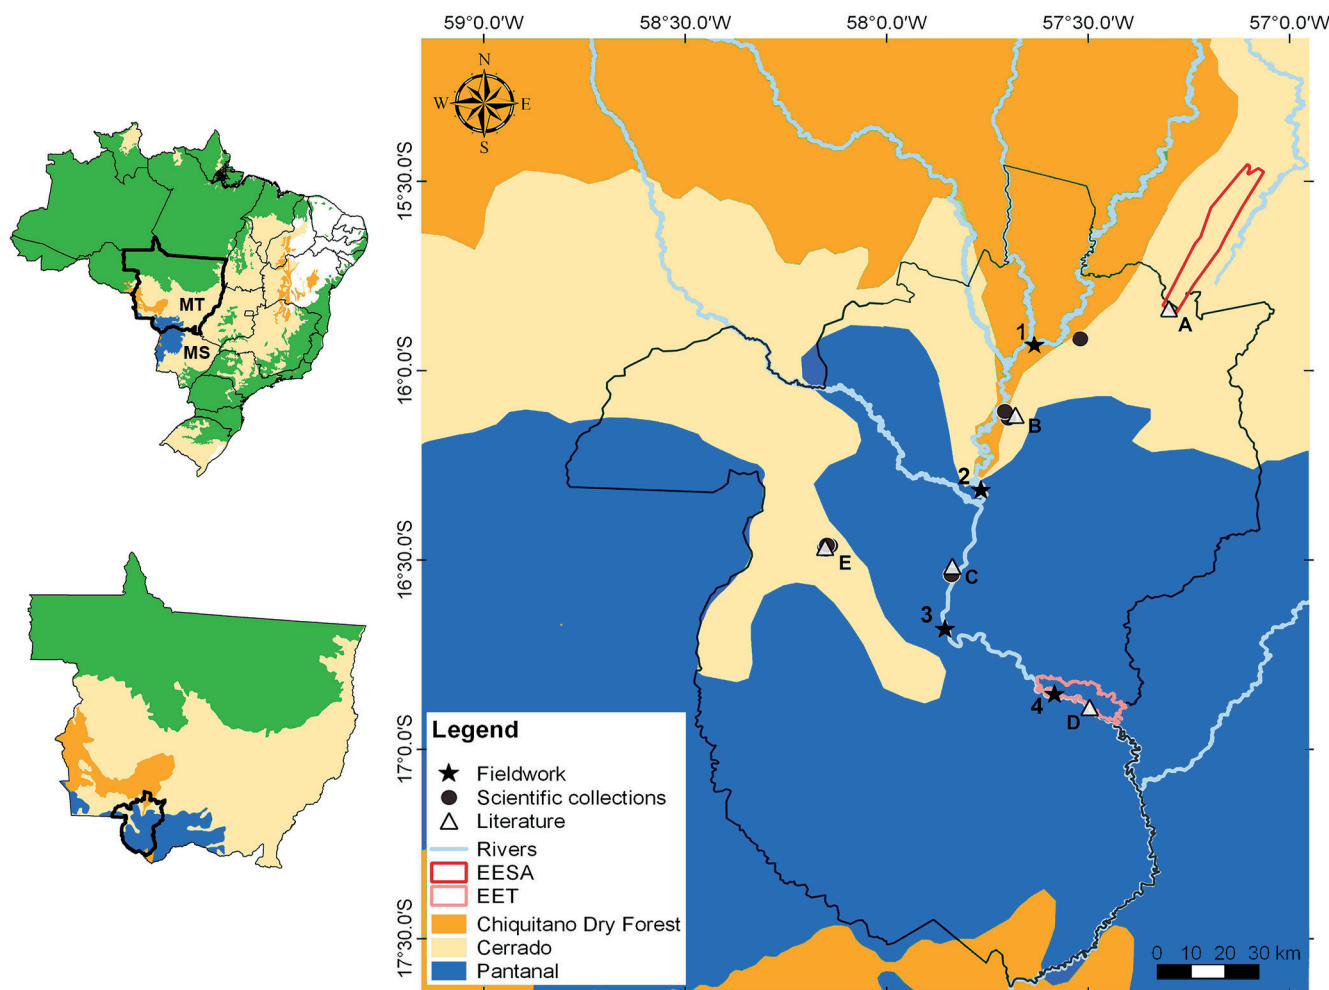 59°0.0'W 58°30.0'W 58°0.0'W 57°30.0'W 57°0.0'W
N
W E
S
15°30.0'S
16°0.0'S
16°30.0'S
17°0.0'S
17°30.0'S
MT
MS
A
1
B
2
E
C
3
4
D
Legend
Fieldwork
Scientific collections
Literature
Rivers
EESA
EET
Chiquitano Dry Forest
Cerrado
Pantanal
0 10 20 30 km